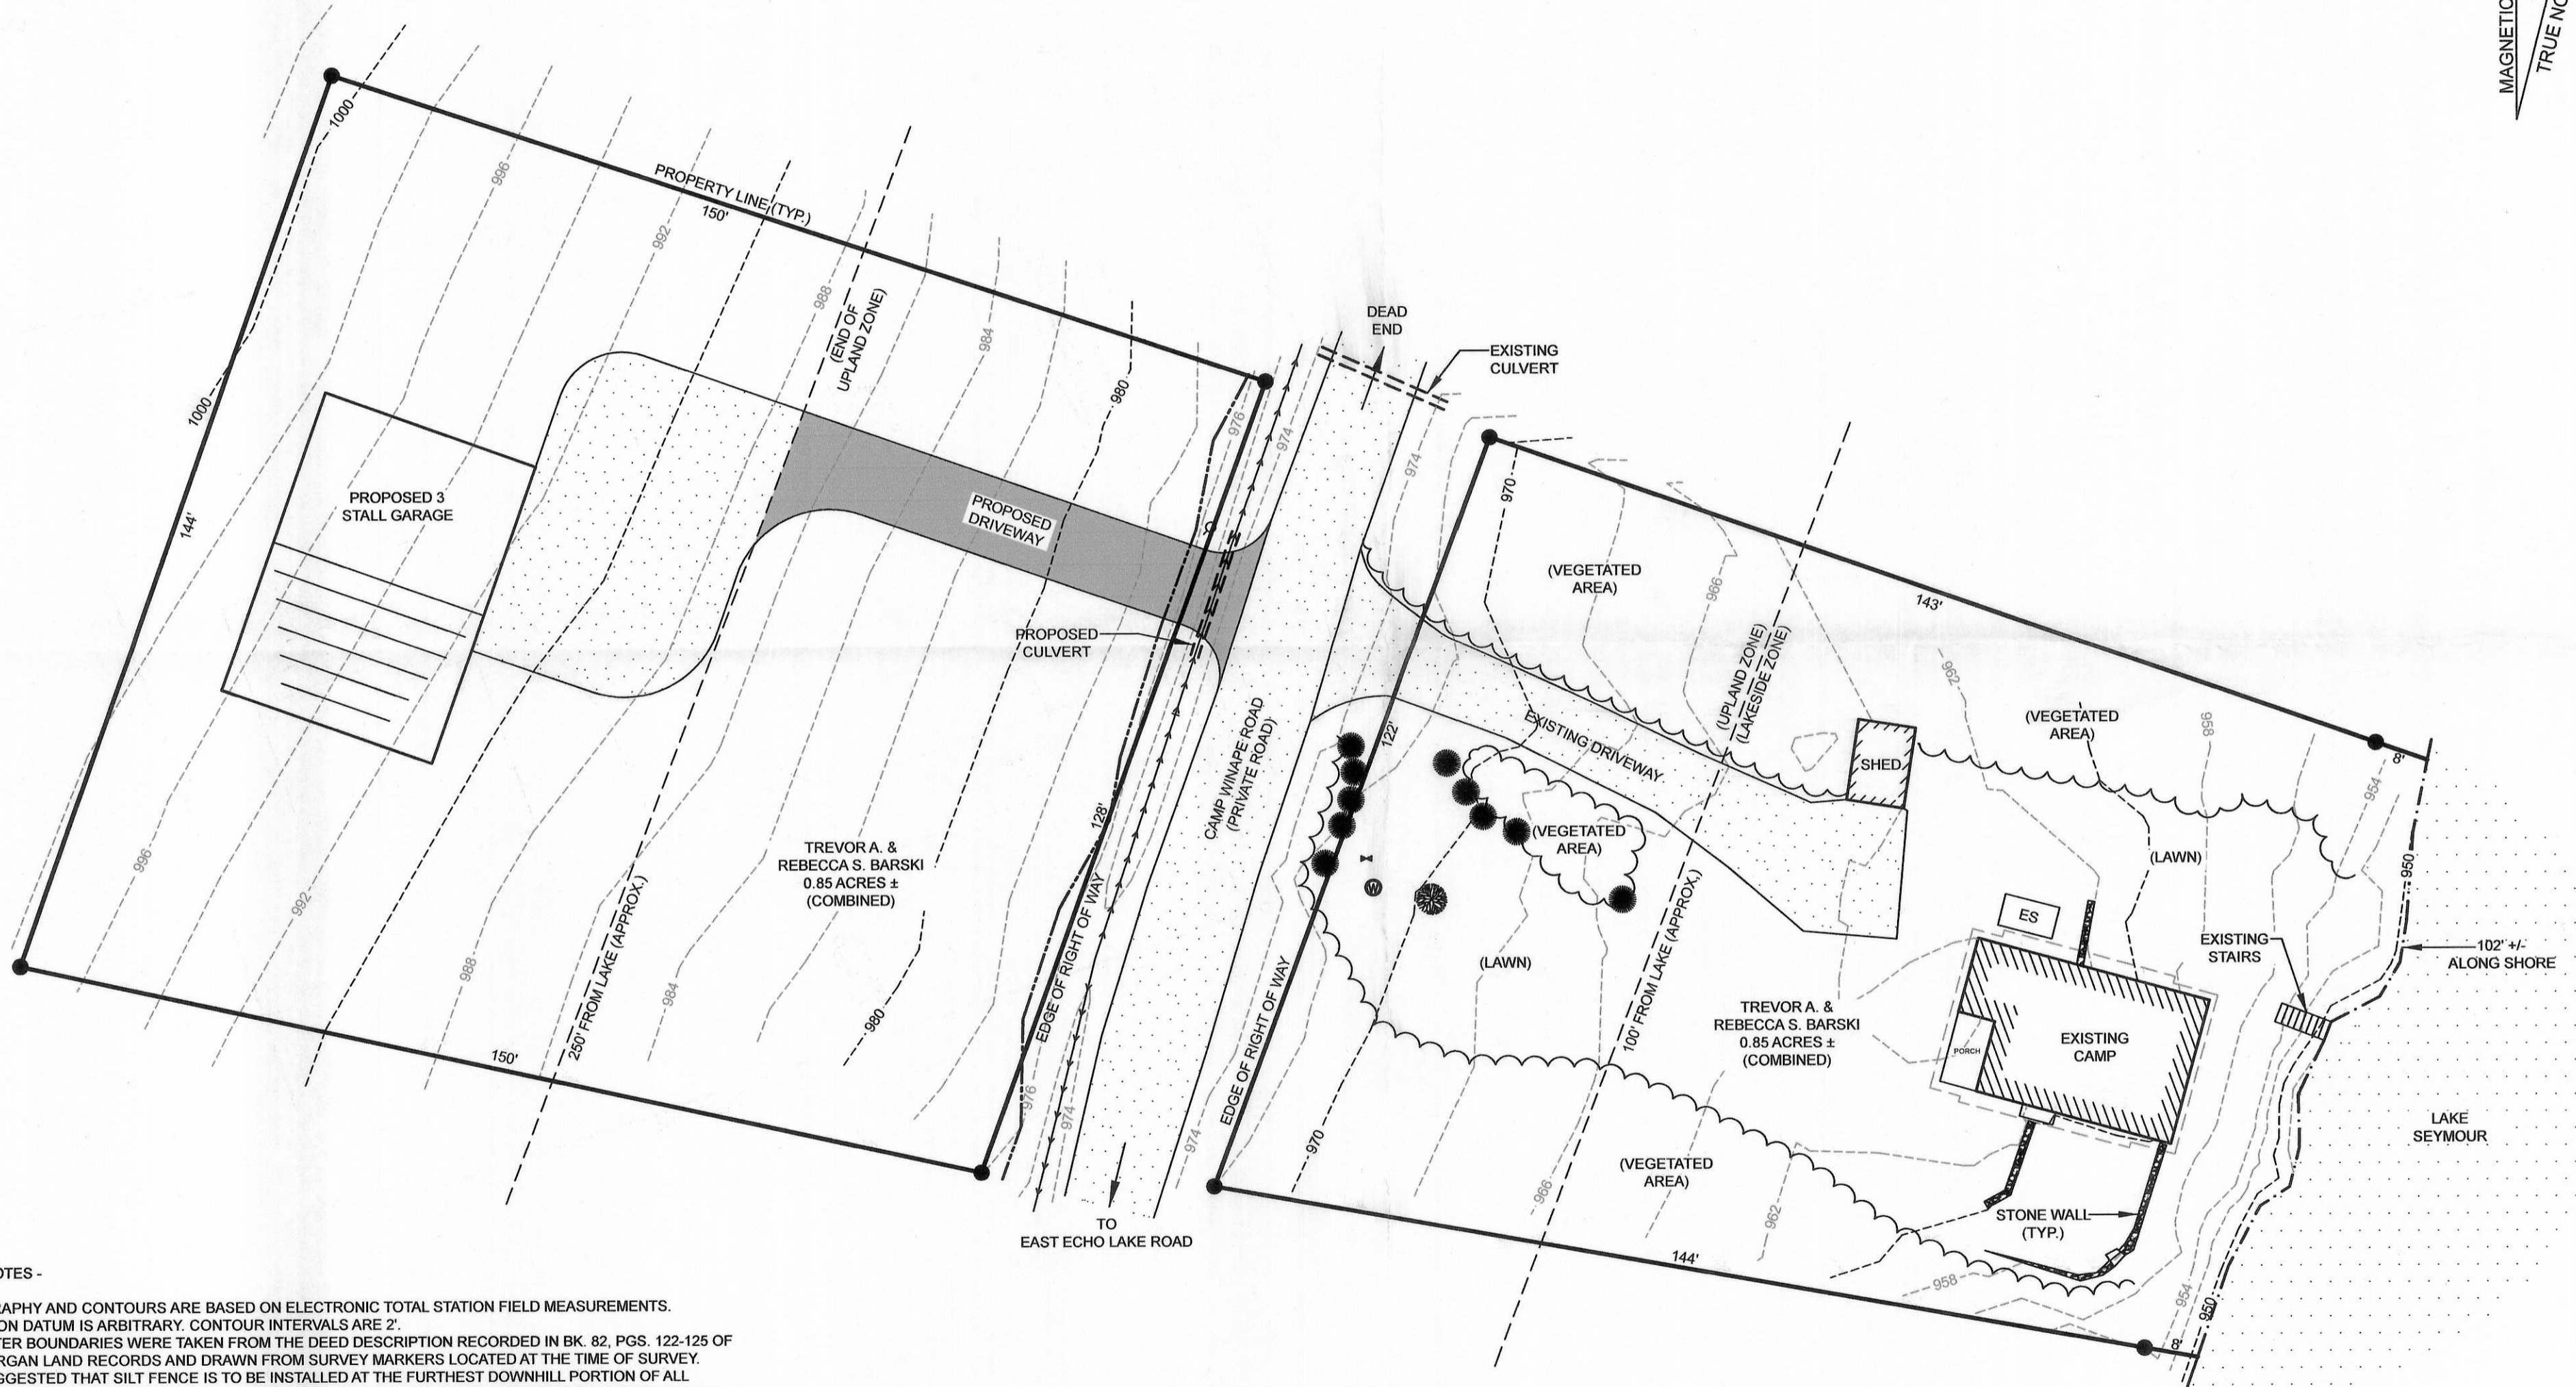 MAGNETIC
TRUE NO
1000
996
PROPERTY LINE (TYP.)
150'
992
988
(END OF
UPLAND ZONE)
984
980
DEAD
END
EXISTING
CULVERT
976
974
974
1000
144'
PROPOSED 3
STALL GARAGE
PROPOSED
DRIVEWAY
PROPOSED
CULVERT
970
(VEGETATED
AREA)
966
143'
(UPLAND ZONE)
(LAKESIDE ZONE)
962
(VEGETATED
AREA)
958
8'
954
950
CAMP WINAPE ROAD
(PRIVATE ROAD)
122'
EXISTING DRIVEWAY
SHED
128'
(VEGETATED
AREA)
W
(LAWN)
ES
EXISTING
STAIRS
102' +/-
ALONG SHORE
996
992
988
984
980
TREVOR A. &
REBECCA S. BARSKI
0.85 ACRES ±
(COMBINED)
250' FROM LAKE (APPROX.)
150'
EDGE OF RIGHT OF WAY
976
974
974
EDGE OF RIGHT OF WAY
970
(LAWN)
100' FROM LAKE (APPROX.)
TREVOR A. &
REBECCA S. BARSKI
0.85 ACRES ±
(COMBINED)
PORCH
EXISTING
CAMP
LAKE
SEYMOUR
(VEGETATED
AREA)
966
962
STONE WALL
(TYP.)
TO
EAST ECHO LAKE ROAD
144'
958
954
950
8'
OTES -
RAPHY AND CONTOURS ARE BASED ON ELECTRONIC TOTAL STATION FIELD MEASUREMENTS.
ON DATUM IS ARBITRARY. CONTOUR INTERVALS ARE 2'.
TER BOUNDARIES WERE TAKEN FROM THE DEED DESCRIPTION RECORDED IN BK. 82, PGS. 122-125 OF
RGAN LAND RECORDS AND DRAWN FROM SURVEY MARKERS LOCATED AT THE TIME OF SURVEY.
GGESTED THAT SILT FENCE IS TO BE INSTALLED AT THE FURTHEST DOWNHILL PORTION OF ALL